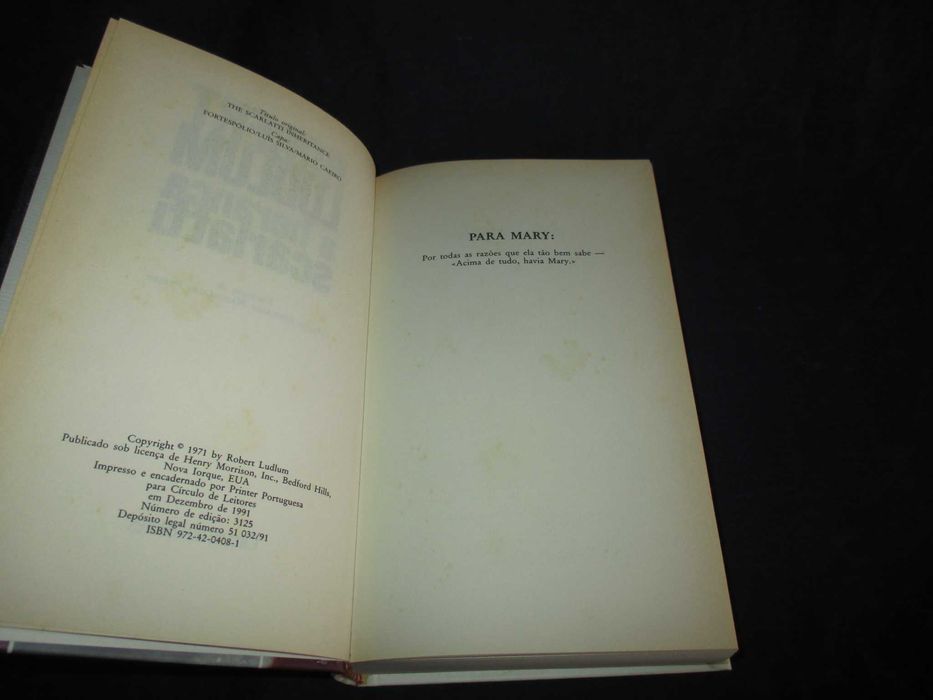 Título original:
THE SCARLATTI INHERITANCE
Capa:
FORTESPÓLIO/LUÍS SILVA/MÁRIO CAEIRO
Copyright © 1971 by Robert Ludlum
Publicado sob licença de Henry Morrison, Inc., Bedford Hills,
Nova Iorque, EUA
Impresso e encadernado por Printer Portuguesa
para Círculo de Leitores
em Dezembro de 1991
Número de edição: 3125
Depósito legal número 51 032/91
ISBN 972-42-0408-1
PARA MARY:
Por todas as razões que ela tão bem sabe —
«Acima de tudo, havia Mary.»